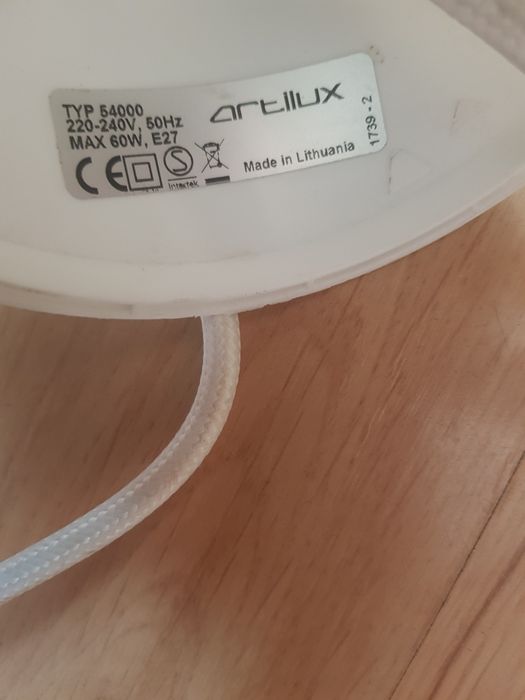 TYP 54000
220-240V, 50Hz
MAX 60W, E27
artilux
CE
S
Intertek
Made in Lithuania
1739 - 2